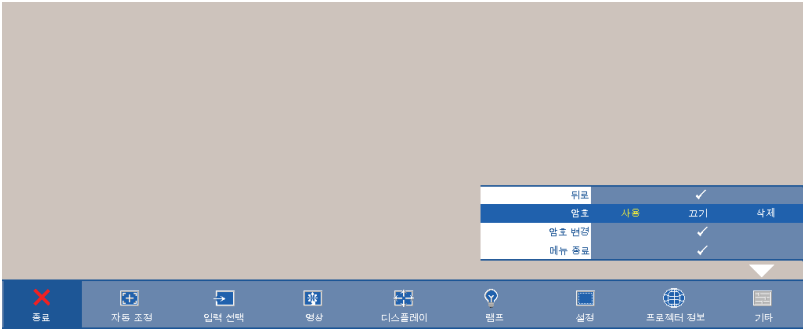 뒤로
암호 사용 끄기 삭제
암호 변경
메뉴 종료
종료 자동 조정 입력 선택 영상 디스플레이 램프 설정 프로젝터 정보 기타